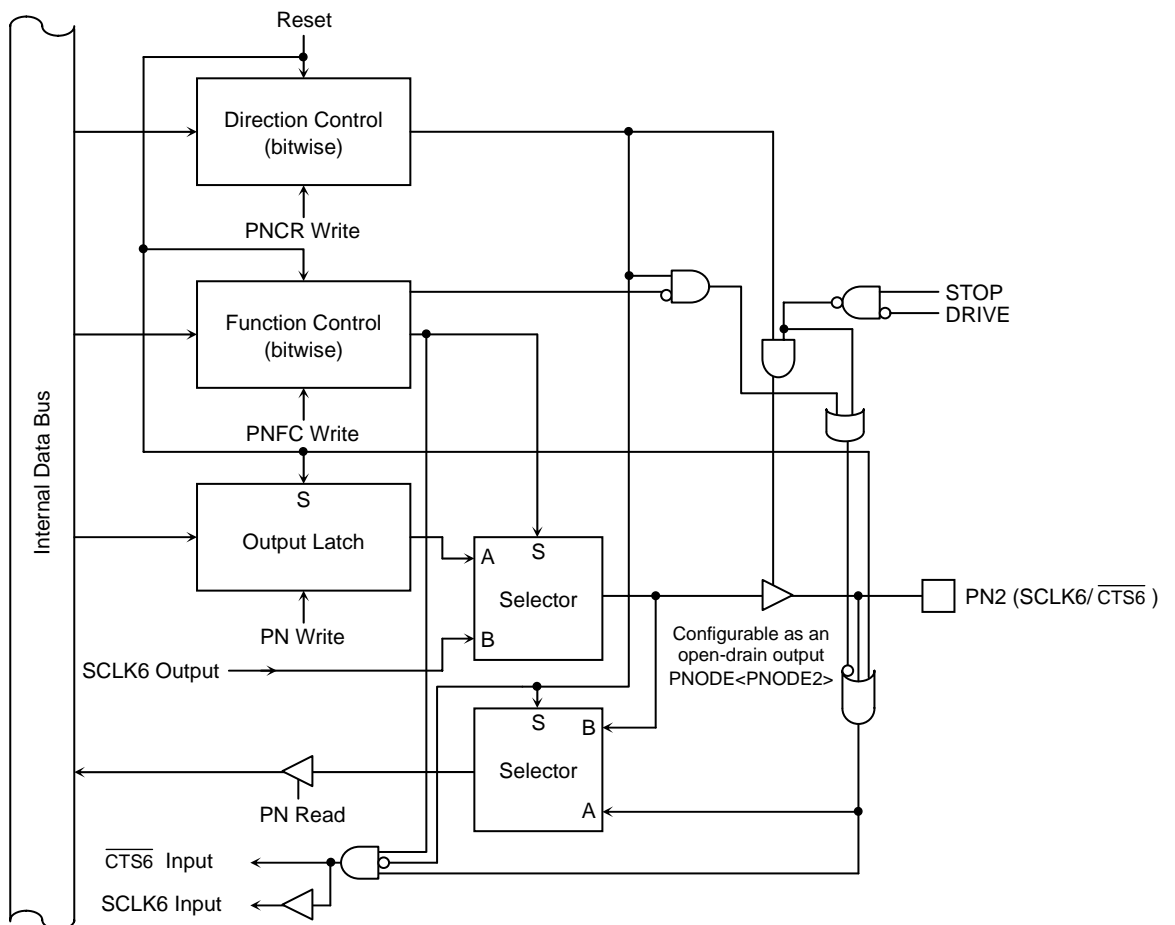 Reset
Direction Control
(bitwise)
PNCR Write
STOP
DRIVE
Function Control
(bitwise)
PNFC Write
Internal Data Bus
S
Output Latch
PN Write
A
S
Selector
B
SCLK6 Output
PN2 (SCLK6/ CTS6 )
Configurable as an
open-drain output
PNODE<PNODE2>
S
B
Selector
A
PN Read
CTS6 Input
SCLK6 Input